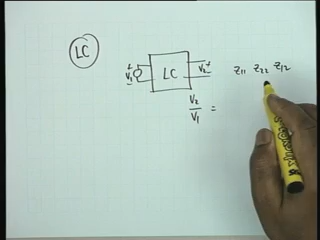 LC
+ V₁ - LC V₂ + - z₁₁ z₂₂ z₁₂
V₂/V₁ =